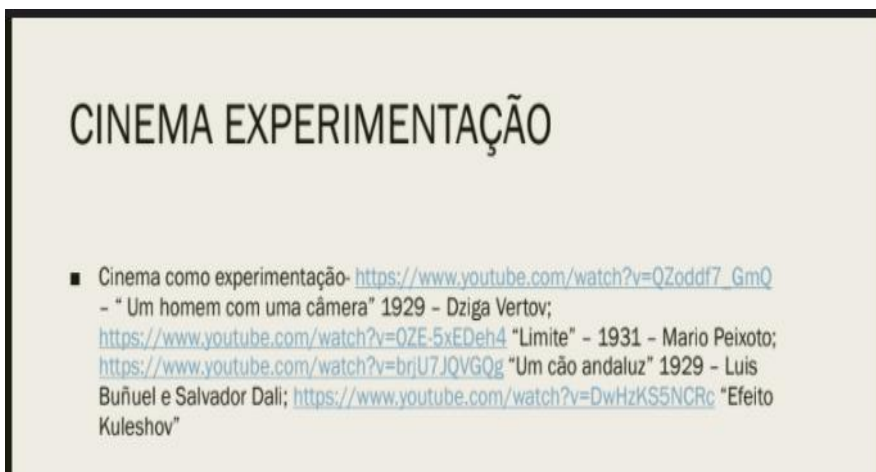 CINEMA EXPERIMENTAÇÃO
■ Cinema como experimentação- https://www.youtube.com/watch?v=QZoddf7_GmQ
– “ Um homem com uma câmera” 1929 – Dziga Vertov;
https://www.youtube.com/watch?v=OZE-5xEDeh4 “Limite” – 1931 – Mario Peixoto;
https://www.youtube.com/watch?v=brjU7JQVGQg “Um cão andaluz” 1929 – Luis
Buñuel e Salvador Dali; https://www.youtube.com/watch?v=DwHzKS5NCRc “Efeito
Kuleshov”